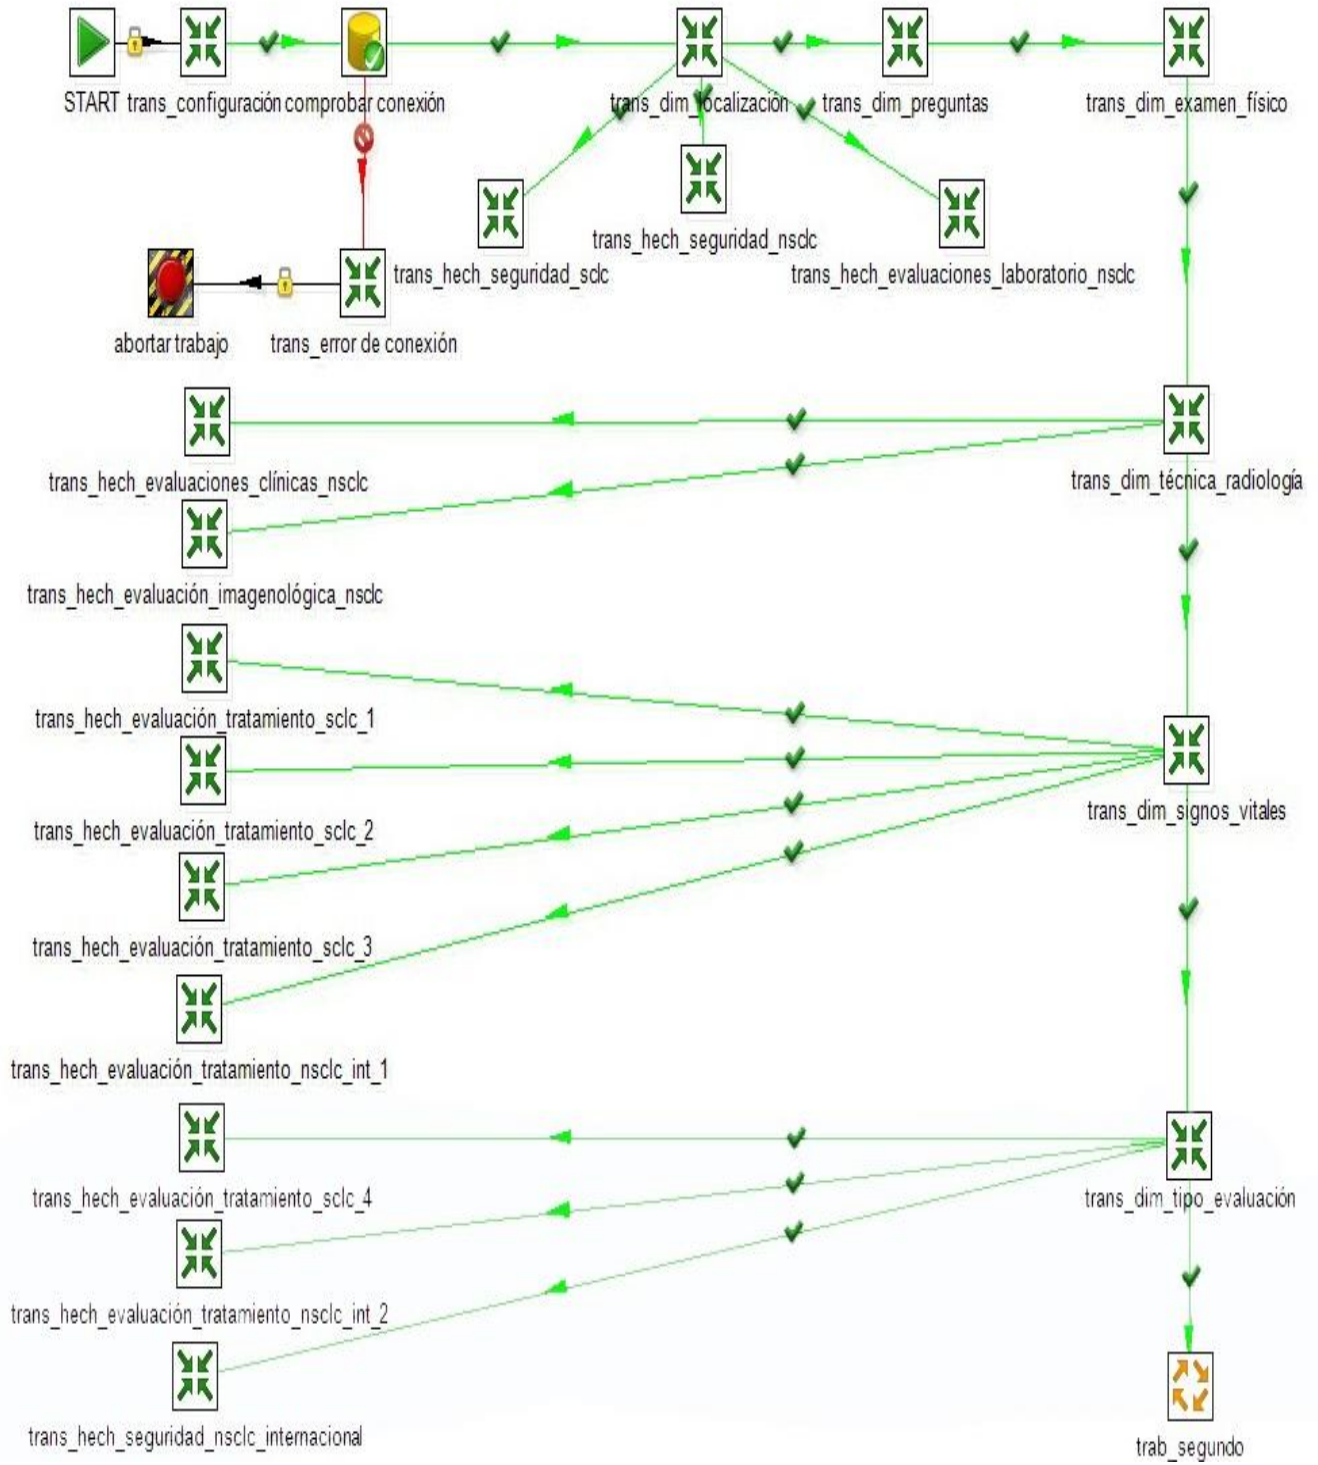 START
trans_configuración
comprobar conexión
trans_dim_localización
trans_dim_preguntas
trans_dim_examen_físico
trans_hech_seguridad_sclc
trans_hech_seguridad_nsclc
trans_hech_evaluaciones_laboratorio_nsclc
abortar trabajo
trans_error de conexión
trans_hech_evaluaciones_clínicas_nsclc
trans_dim_técnica_radiología
trans_hech_evaluación_imagenológica_nsclc
trans_hech_evaluación_tratamiento_sclc_1
trans_dim_signos_vitales
trans_hech_evaluación_tratamiento_sclc_2
trans_hech_evaluación_tratamiento_sclc_3
trans_hech_evaluación_tratamiento_nsclc_int_1
trans_hech_evaluación_tratamiento_sclc_4
trans_dim_tipo_evaluación
trans_hech_evaluación_tratamiento_nsclc_int_2
trans_hech_seguridad_nsclc_internacional
trab_segundo